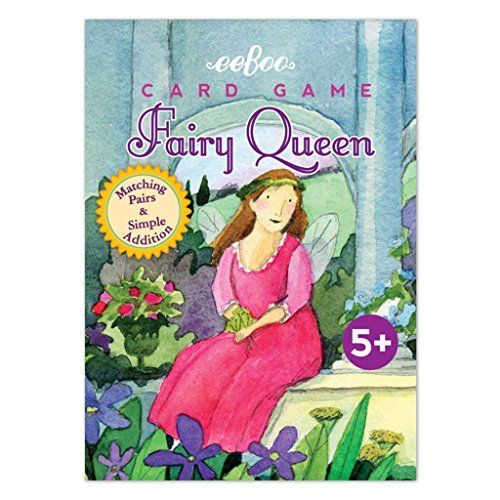 eeBoo
CARD GAME
Fairy Queen
Matching
Pairs
&
Simple
Addition
5+